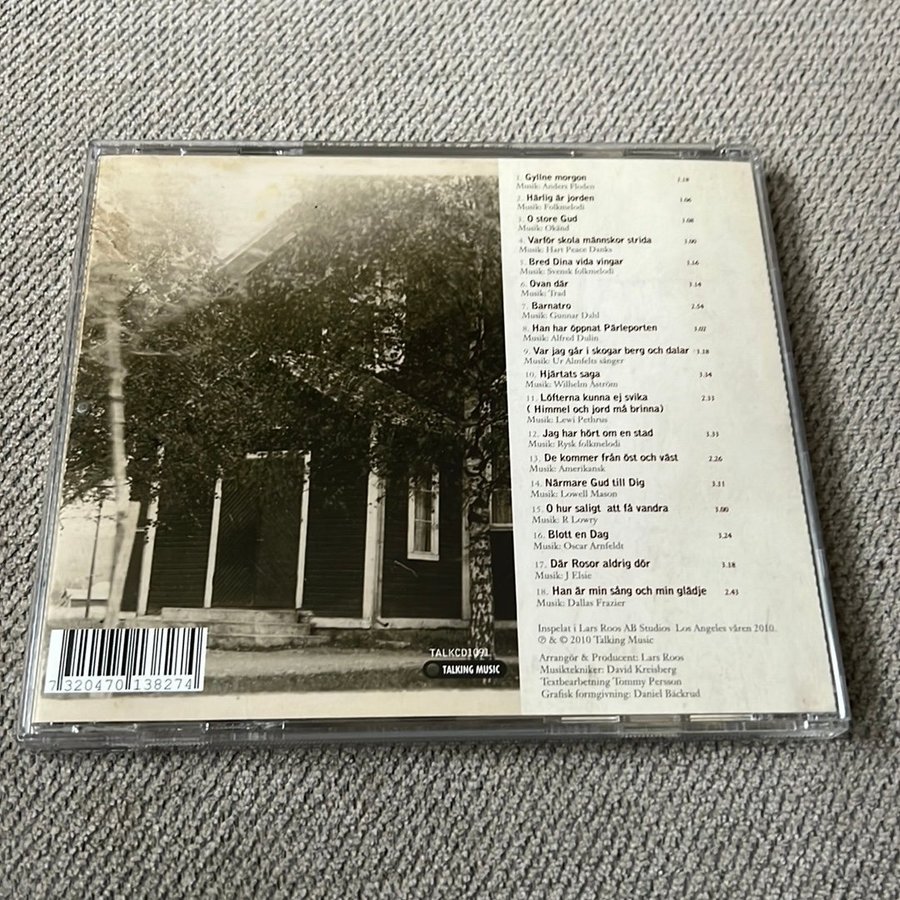 1. Gyllne morgon 2.18
Musik: Anders Floden
2. Härlig är jorden 3.06
Musik: Folkmelodi
3. O store Gud 3.08
Musik: Okänd
4. Varför skola männskor strida 3.00
Musik: Hart Peace Danks
5. Bred Dina vida vingar 3.16
Musik: Svensk folkmelodi
6. Ovan där 3.14
Musik: Trad
7. Barnatro 2.54
Musik: Gunnar Dahl
8. Han har öppnat Pärleporten 3.02
Musik: Alfred Dulin
9. Var jag går i skogar berg och dalar 3.18
Musik: Ur Almfelts sånger
10. Hjärtats saga 3.14
Musik: Wilhelm Åström
11. Löfterna kunna ej svika 2.33
( Himmel och jord må brinna)
Musik: Lewi Pethrus
12. Jag har hört om en stad 3.33
Musik: Rysk folkmelodi
13. De kommer från öst och väst 2.26
Musik: Amerikansk
14. Närmare Gud till Dig 3.11
Musik: Lowell Mason
15. O hur saligt att få vandra 3.00
Musik: R Lowry
16. Blott en Dag 3.24
Musik: Oscar Arnfeldt
17. Där Rosor aldrig dör 3.18
Musik: J Elsie
18. Han är min sång och min glädje 2.43
Musik: Dallas Frazier
Inspelat i Lars Roos AB Studios Los Angeles våren 2010.
℗ & © 2010 Talking Music
Arrangör & Producent: Lars Roos
Musiktekniker: David Kreisberg
Textbearbetning Tommy Persson
Grafisk formgivning: Daniel Bäckrud
TALKCD1091
TALKING MUSIC
7 320470 138274